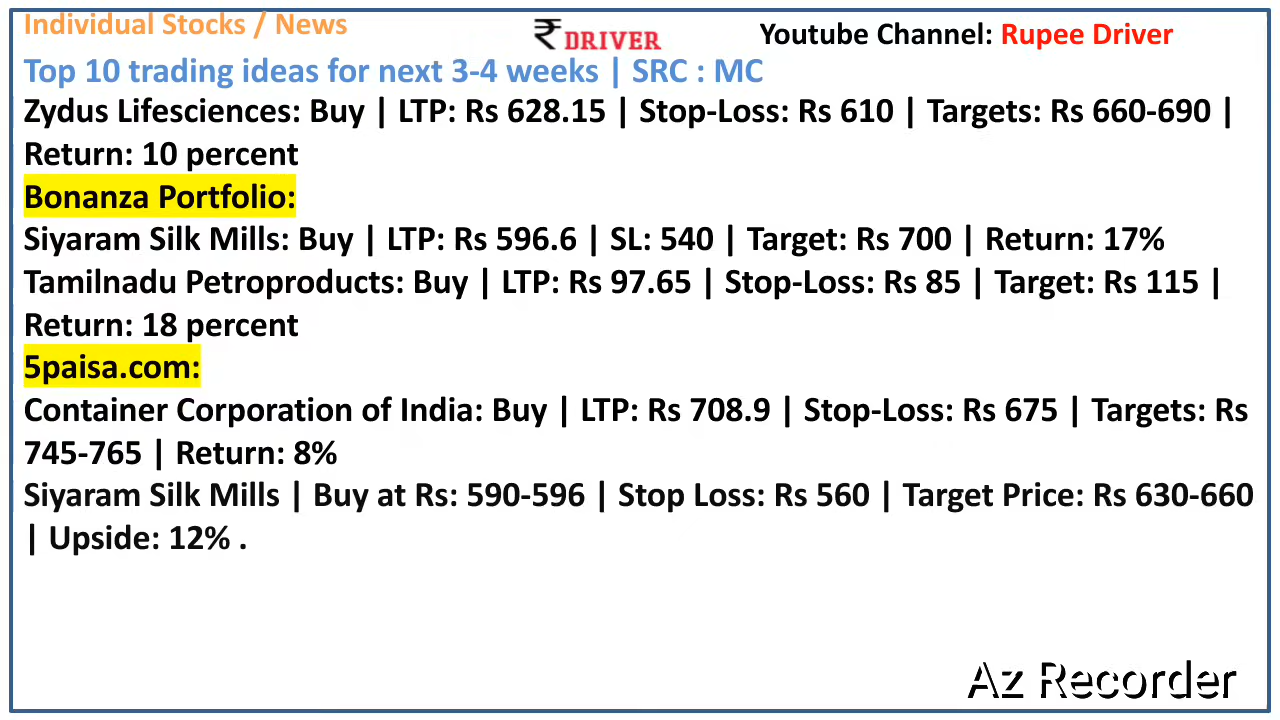 Individual Stocks / News
₹ DRIVER
Youtube Channel: Rupee Driver
Top 10 trading ideas for next 3-4 weeks | SRC : MC
Zydus Lifesciences: Buy | LTP: Rs 628.15 | Stop-Loss: Rs 610 | Targets: Rs 660-690 |
Return: 10 percent
Bonanza Portfolio:
Siyaram Silk Mills: Buy | LTP: Rs 596.6 | SL: 540 | Target: Rs 700 | Return: 17%
Tamilnadu Petroproducts: Buy | LTP: Rs 97.65 | Stop-Loss: Rs 85 | Target: Rs 115 |
Return: 18 percent
5paisa.com:
Container Corporation of India: Buy | LTP: Rs 708.9 | Stop-Loss: Rs 675 | Targets: Rs
745-765 | Return: 8%
Siyaram Silk Mills | Buy at Rs: 590-596 | Stop Loss: Rs 560 | Target Price: Rs 630-660
| Upside: 12% .
Az Recorder